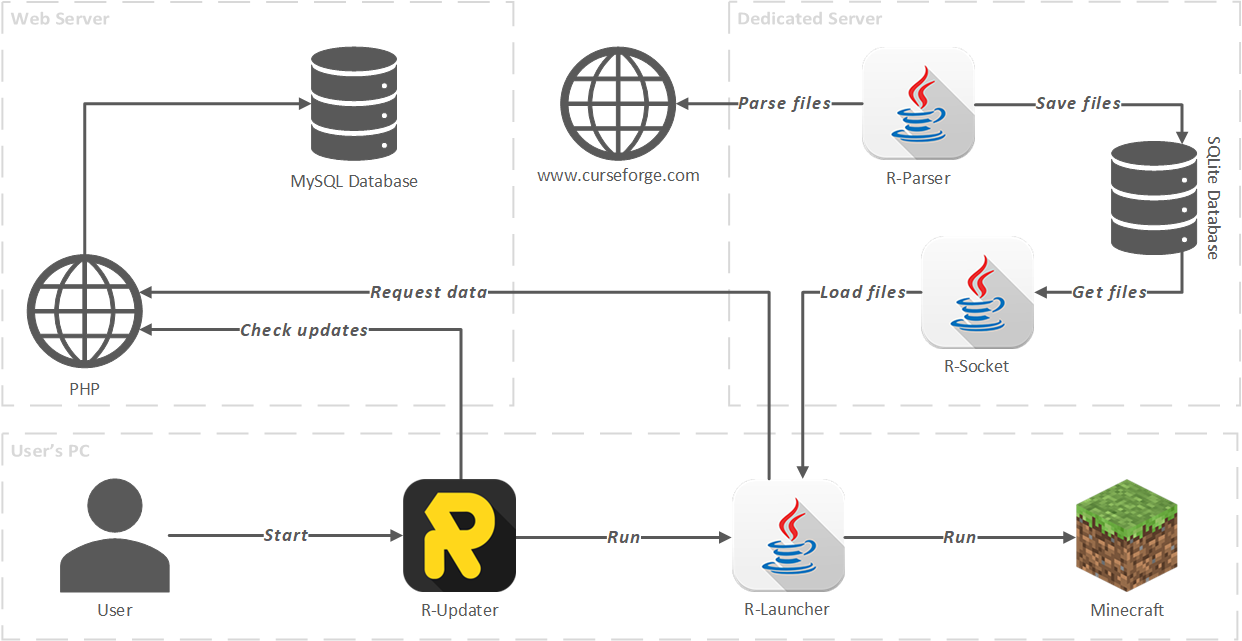 Web Server
Dedicated Server
MySQL Database
www.curseforge.com
Parse files
R-Parser
Save files
SQLite Database
Request data
Check updates
PHP
Load files
R-Socket
Get files
User's PC
User
Start
R-Updater
Run
R-Launcher
Run
Minecraft